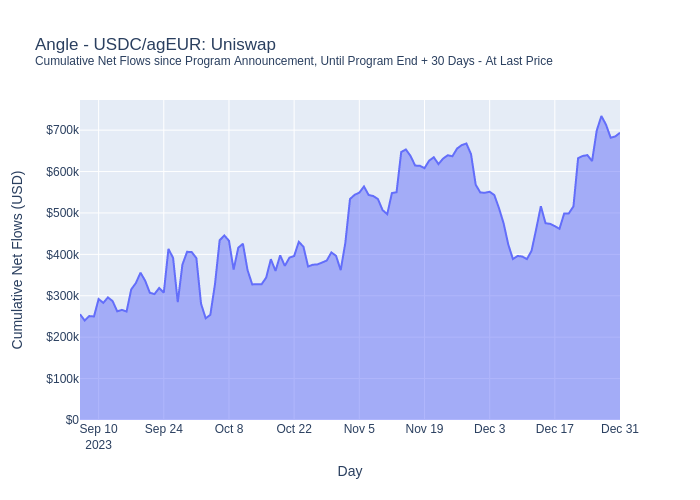 Angle - USDC/agEUR: Uniswap
Cumulative Net Flows since Program Announcement, Until Program End + 30 Days - At Last Price
Cumulative Net Flows (USD)
$700k
$600k
$500k
$400k
$300k
$200k
$100k
$0
Sep 10 Sep 24 Oct 8 Oct 22 Nov 5 Nov 19 Dec 3 Dec 17 Dec 31
2023
Day